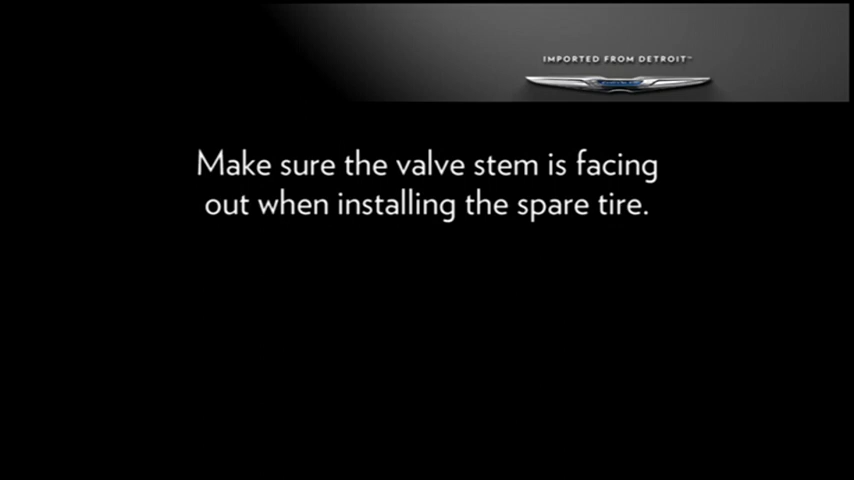 IMPORTED FROM DETROIT™
Make sure the valve stem is facing
out when installing the spare tire.